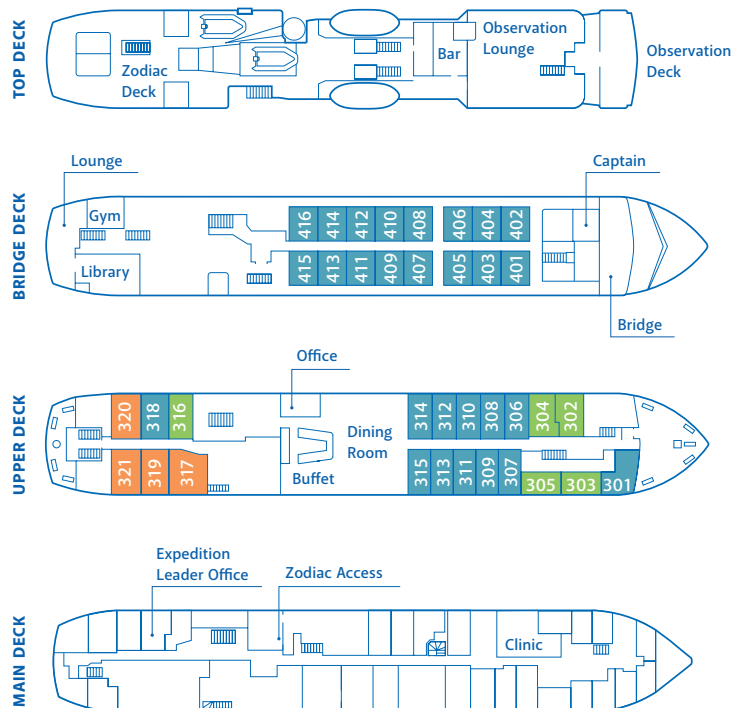 TOP DECK
Zodiac
Deck
Bar
Observation
Lounge
Observation
Deck
BRIDGE DECK
Lounge
Captain
Gym
Library
416 414 412 410 408 406 404 402
415 413 411 409 407 405 403 401
Bridge
UPPER DECK
Office
320 318 316
314 312 310 308 306 304 302
Dining
Room
Buffet
321 319 317
315 313 311 309 307 305 303 301
MAIN DECK
Expedition
Leader Office
Zodiac Access
Clinic